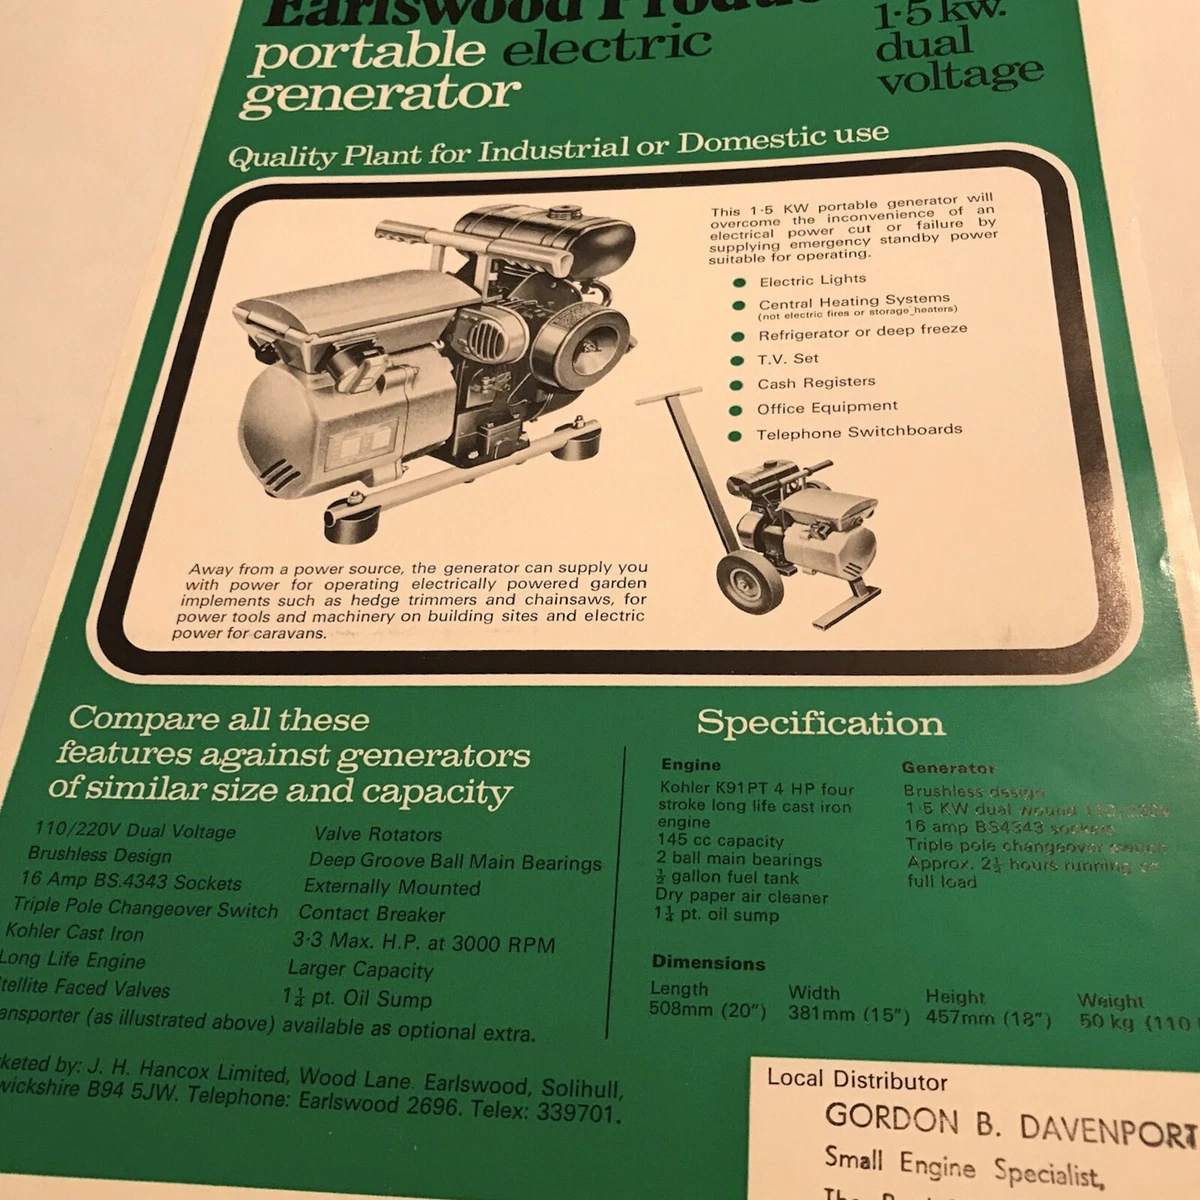 Earlswood Produc
portable electric
generator
1·5 kw.
dual
voltage
Quality Plant for Industrial or Domestic use
This 1·5 KW portable generator will
overcome the inconvenience of an
electrical power cut or failure by
supplying emergency standby power
suitable for operating.
Electric Lights
Central Heating Systems
(not electric fires or storage heaters)
Refrigerator or deep freeze
T.V. Set
Cash Registers
Office Equipment
Telephone Switchboards
Away from a power source, the generator can supply you
with power for operating electrically powered garden
implements such as hedge trimmers and chainsaws, for
power tools and machinery on building sites and electric
power for caravans.
Compare all these
features against generators
of similar size and capacity
110/220V Dual Voltage
Brushless Design
16 Amp BS.4343 Sockets
Triple Pole Changeover Switch
Kohler Cast Iron
Long Life Engine
tellite Faced Valves
Valve Rotators
Deep Groove Ball Main Bearings
Externally Mounted
Contact Breaker
3·3 Max. H.P. at 3000 RPM
Larger Capacity
1¼ pt. Oil Sump
ansporter (as illustrated above) available as optional extra.
keted by: J. H. Hancox Limited, Wood Lane, Earlswood, Solihull,
wickshire B94 5JW. Telephone: Earlswood 2696. Telex: 339701.
Specification
Engine
Kohler K91PT 4 HP four
stroke long life cast iron
engine
145 cc capacity
2 ball main bearings
½ gallon fuel tank
Dry paper air cleaner
1¼ pt. oil sump
Generator
Brushless design
1·5 KW dual wound 110/220V
16 amp BS4343 sockets
Triple pole changeover switch
Approx. 2½ hours running on
full load
Dimensions
Length
508mm (20")
Width
381mm (15")
Height
457mm (18")
Weight
50 kg (110
Local Distributor
GORDON B. DAVENPORT
Small Engine Specialist,